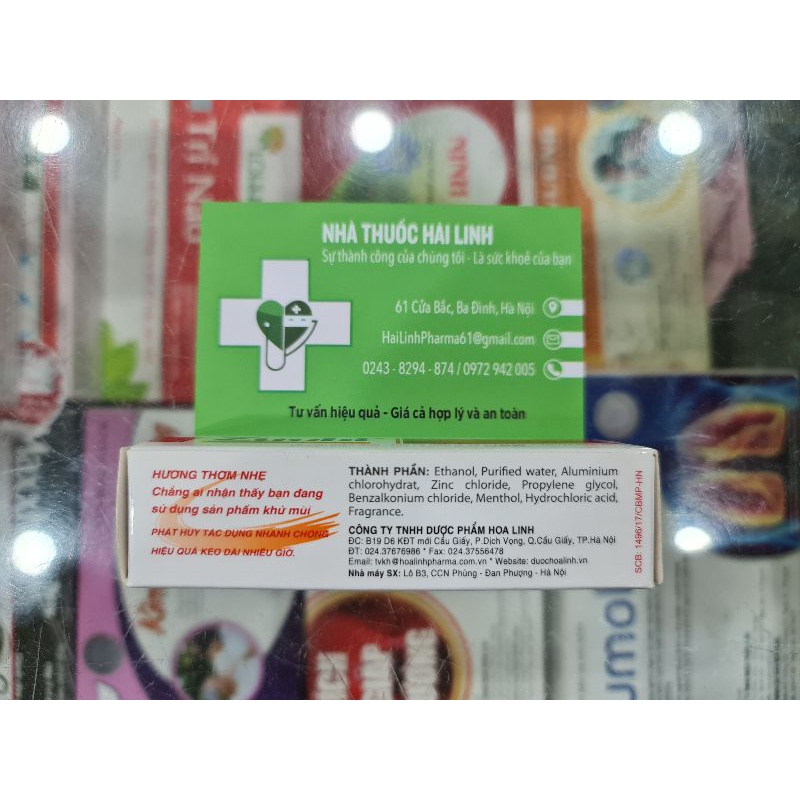 Trí Não
NHÀ THUỐC HẢI LINH
Sự thành công của chúng tôi - Là sức khoẻ của bạn
61 Cửa Bắc, Ba Đình, Hà Nội
HaiLinhPharma61@gmail.com
0243 - 8294 - 874 / 0972 942 005
Tư vấn hiệu quả - Giá cả hợp lý và an toàn
HƯƠNG THƠM NHẸ
Chẳng ai nhận thấy bạn đang
sử dụng sản phẩm khử mùi
PHÁT HUY TÁC DỤNG NHANH CHÓNG
HIỆU QUẢ KÉO DÀI NHIỀU GIỜ.
THÀNH PHẦN: Ethanol, Purified water, Aluminium
chlorohydrat, Zinc chloride, Propylene glycol,
Benzalkonium chloride, Menthol, Hydrochloric acid,
Fragrance.
CÔNG TY TNHH DƯỢC PHẨM HOA LINH
ĐC: B19 D6 KĐT mới Cầu Giấy, P.Dịch Vọng, Q.Cầu Giấy, TP.Hà Nội
ĐT: 024.37676986 * Fax: 024.37556478
Email: tvkh@hoalinhpharma.com.vn * Website: duochoalinh.vn
Nhà máy SX: Lô B3, CCN Phùng - Đan Phượng - Hà Nội
SCB: 1496/17/CBMP-HN